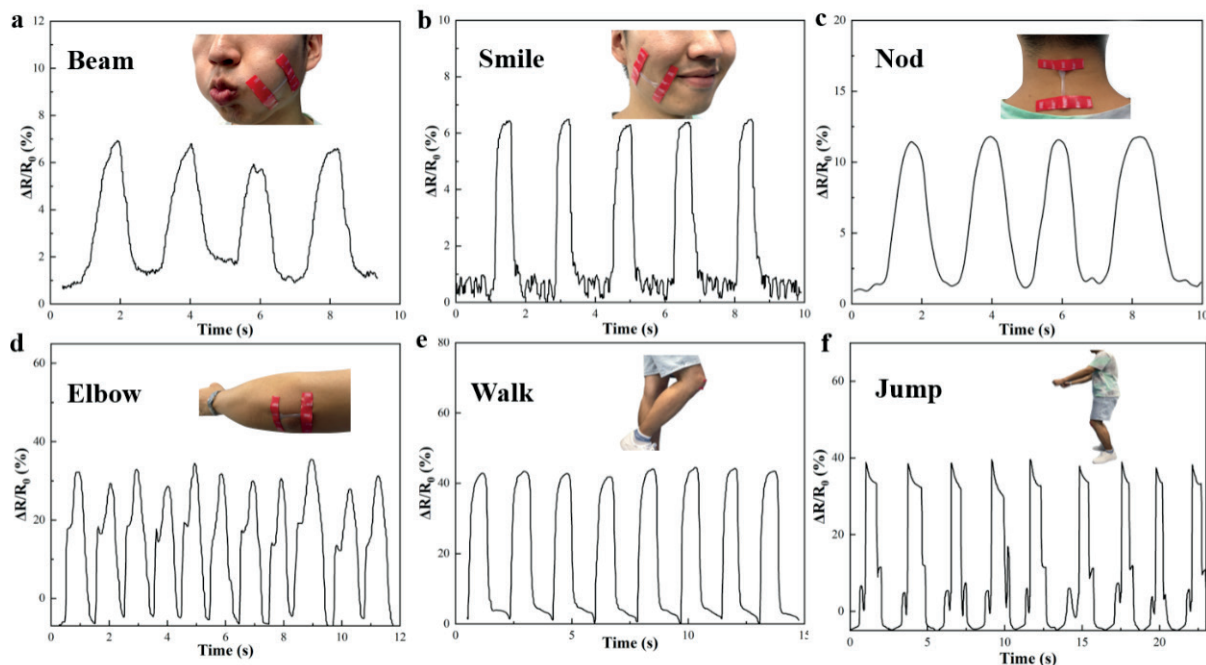 a
Beam
ΔR/R₀ (%)
12
10
8
6
4
2
0
0 2 4 6 8 10
Time (s)
b
Smile
ΔR/R₀ (%)
10
8
6
4
2
0
0 2 4 6 8 10
Time (s)
c
Nod
ΔR/R₀ (%)
20
15
10
5
0
0 2 4 6 8 10
Time (s)
d
Elbow
ΔR/R₀ (%)
60
40
20
0
0 2 4 6 8 10 12
Time (s)
e
Walk
ΔR/R₀ (%)
80
60
40
20
0
0 5 10 15
Time (s)
f
Jump
ΔR/R₀ (%)
60
40
20
0
0 5 10 15 20
Time (s)